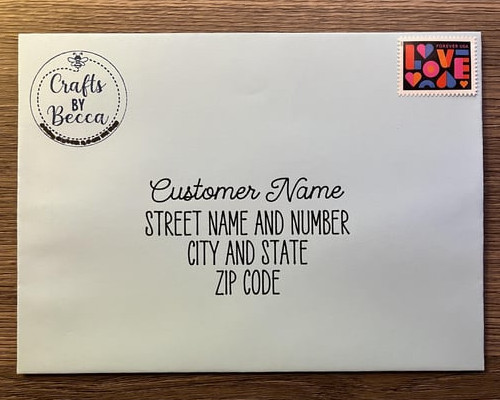 Crafts
BY
Becca
FOREVER USA
LOVE
Customer Name
STREET NAME AND NUMBER
CITY AND STATE
ZIP CODE